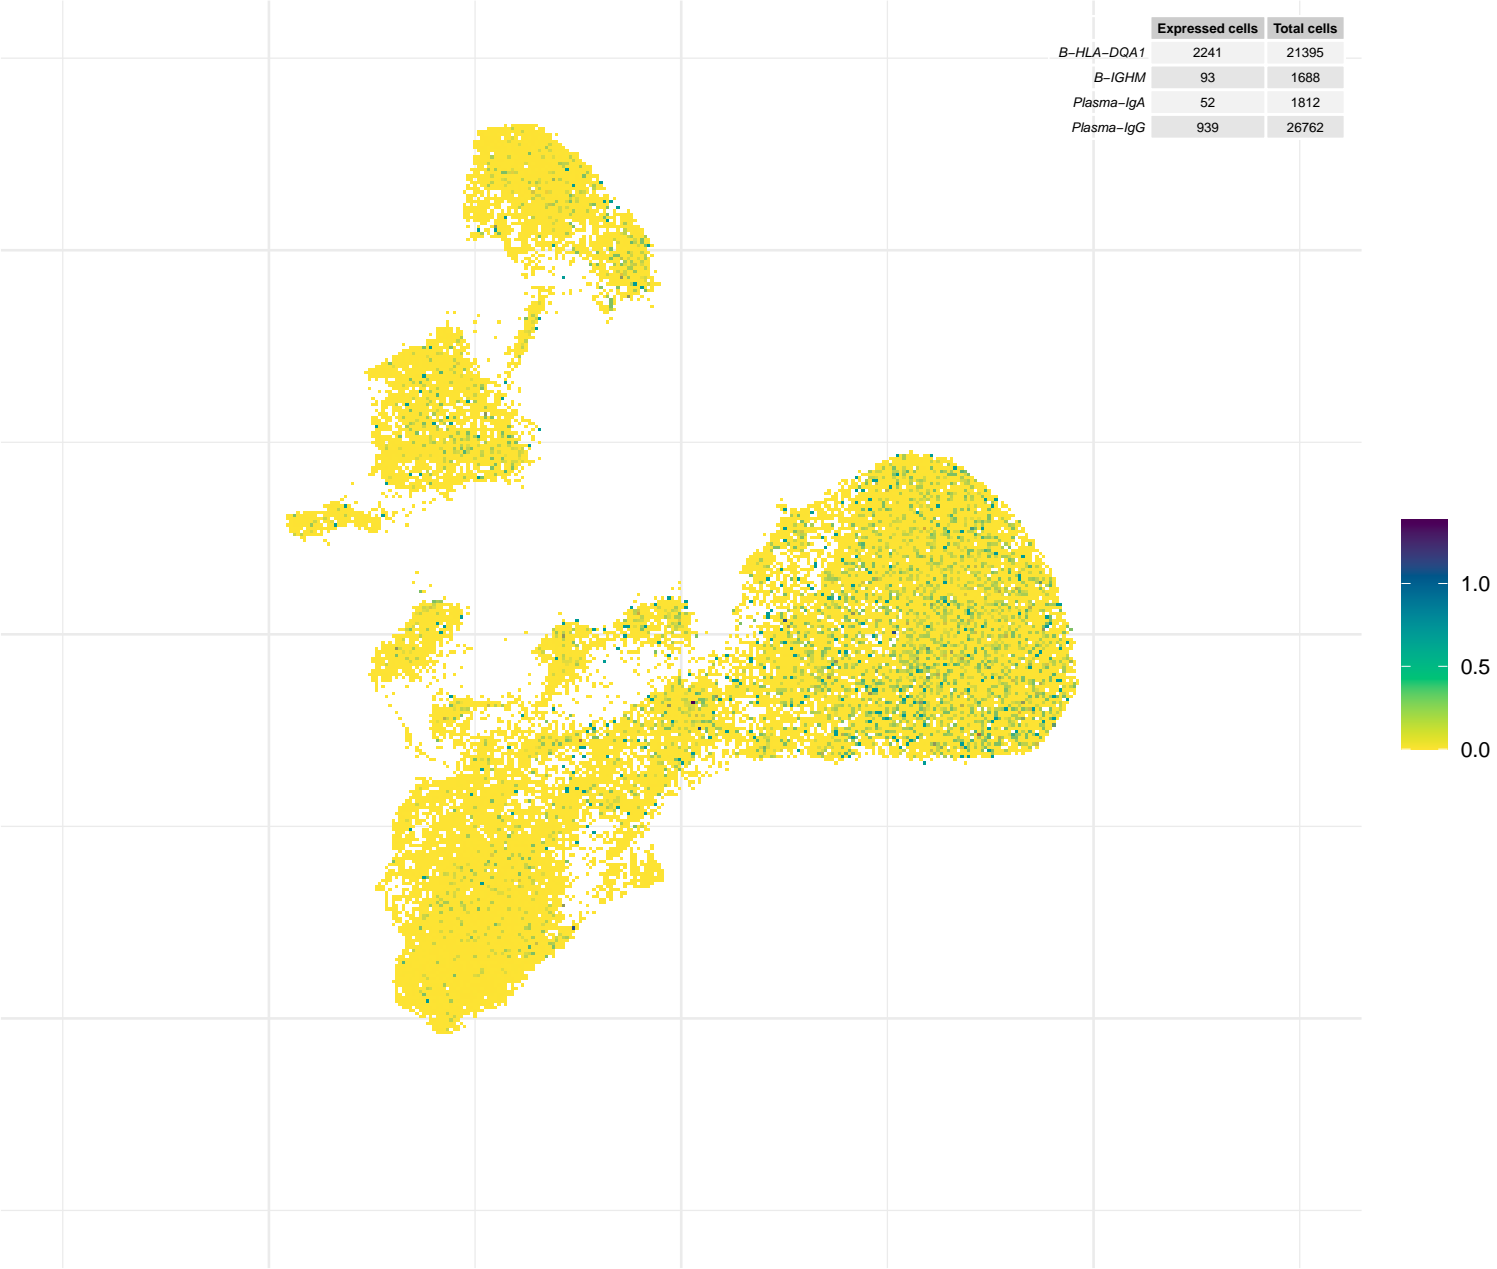 Expressed cells Total cells
B−HLA−DQA1 2241 21395
B−IGHM 93 1688
Plasma−IgA 52 1812
Plasma−IgG 939 26762
1.0
0.5
0.0